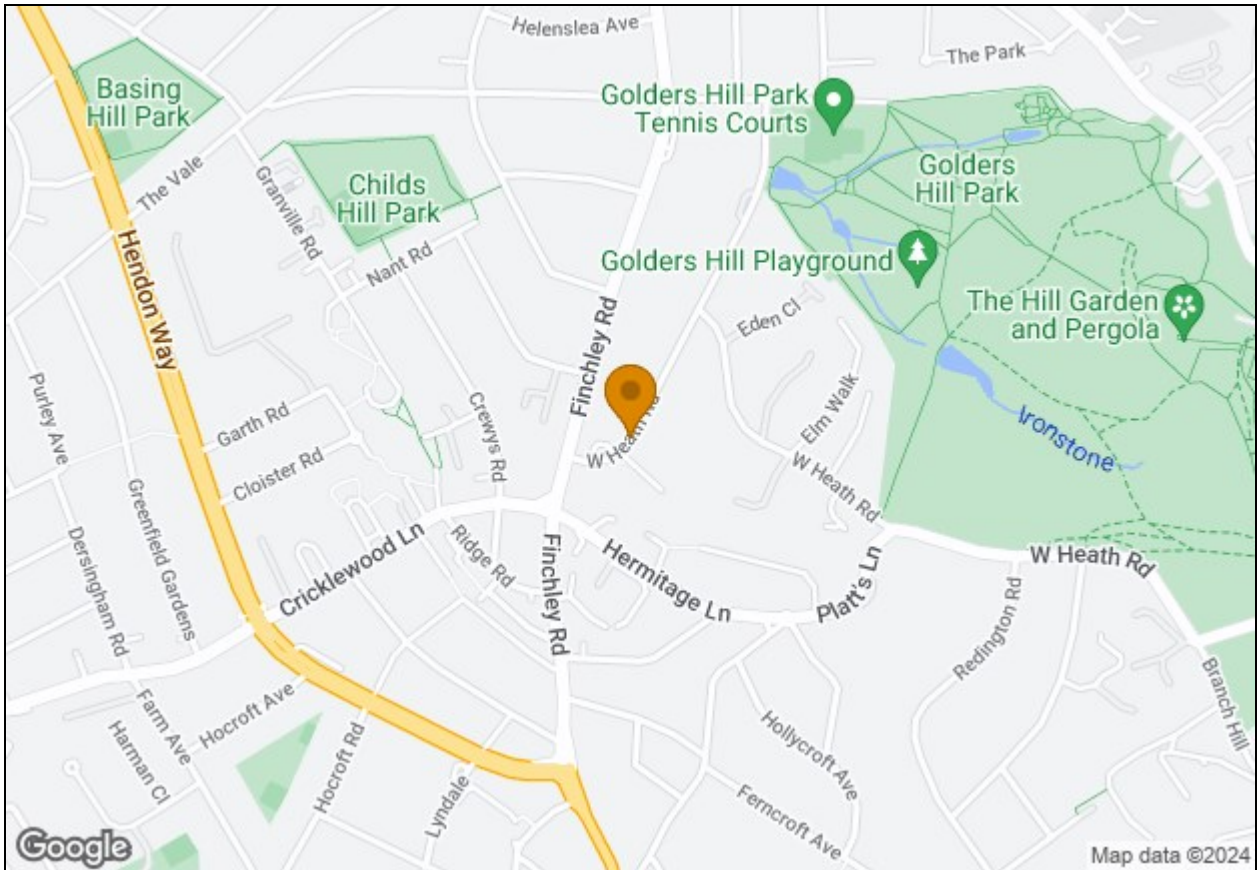 Helenslea Ave
The Park
Basing
Hill Park
Golders Hill Park
Tennis Courts
The Vale
Granville Rd
Childs
Hill Park
Golders
Hill Park
Nant Rd
Golders Hill Playground
Hendon Way
The Hill Garden
and Pergola
Eden Cl
Finchley Rd
Purley Ave
Garth Rd
Crewys Rd
W Heath
Elm Walk
Ironstone
Cloister Rd
Greenfield Gardens
W Heath Rd
Dersingham Rd
Cricklewood Ln
Ridge Rd
Finchley Rd
Hermitage Ln
Platt's Ln
W Heath Rd
Redington Rd
Branch Hill
Farm Ave
Hocroft Ave
Harman Cl
Hocroft Rd
Lyndale
Hollycroft Ave
Ferncroft Ave
Google
Map data ©2024